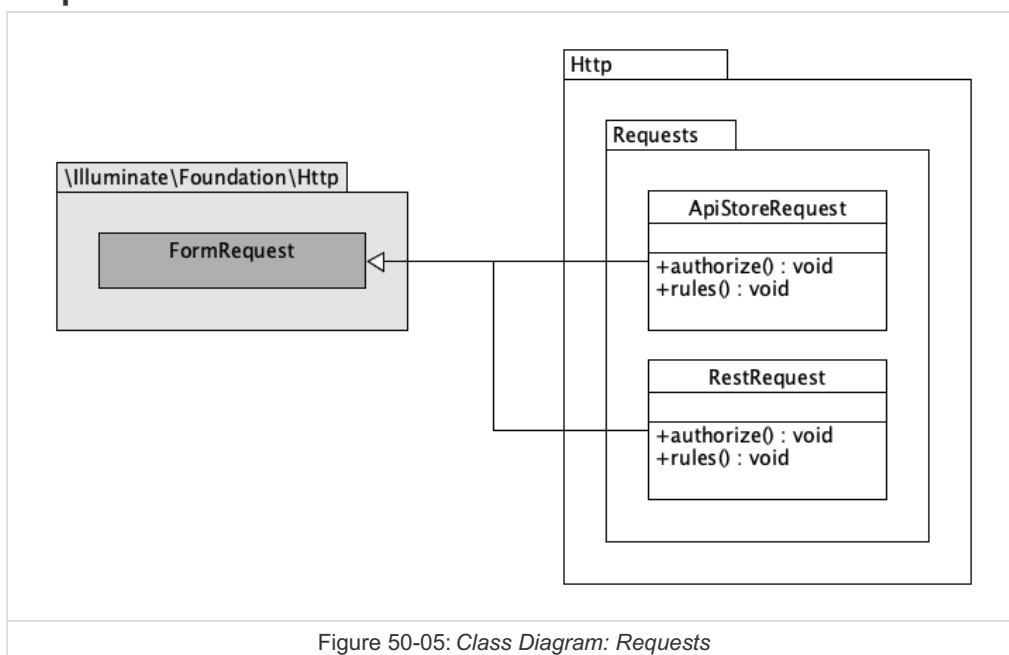 Http
Requests
\Illuminate\Foundation\Http
FormRequest
ApiStoreRequest
+authorize() : void
+rules() : void
RestRequest
+authorize() : void
+rules() : void
Figure 50-05: Class Diagram: Requests